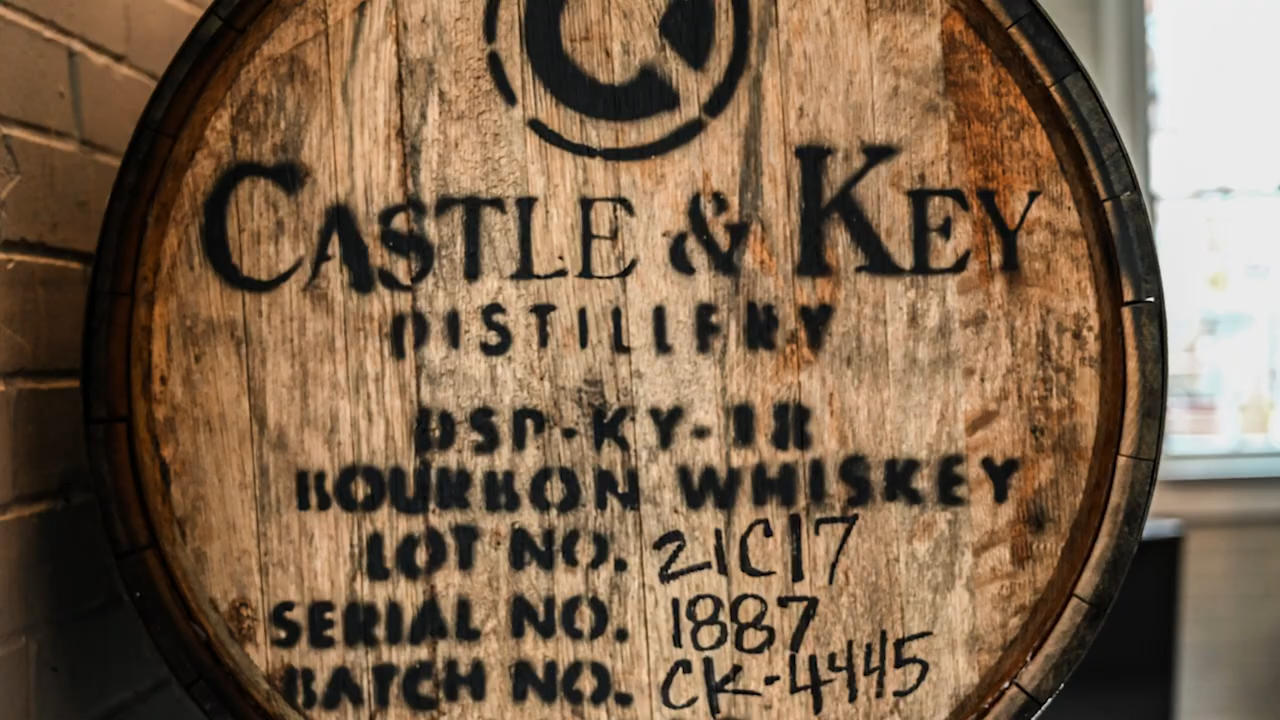 CASTLE & KEY
DISTILLERY
DSP-KY-18
BOURBON WHISKEY
LOT NO. 21C17
SERIAL NO. 1887
BATCH NO. CK-4445